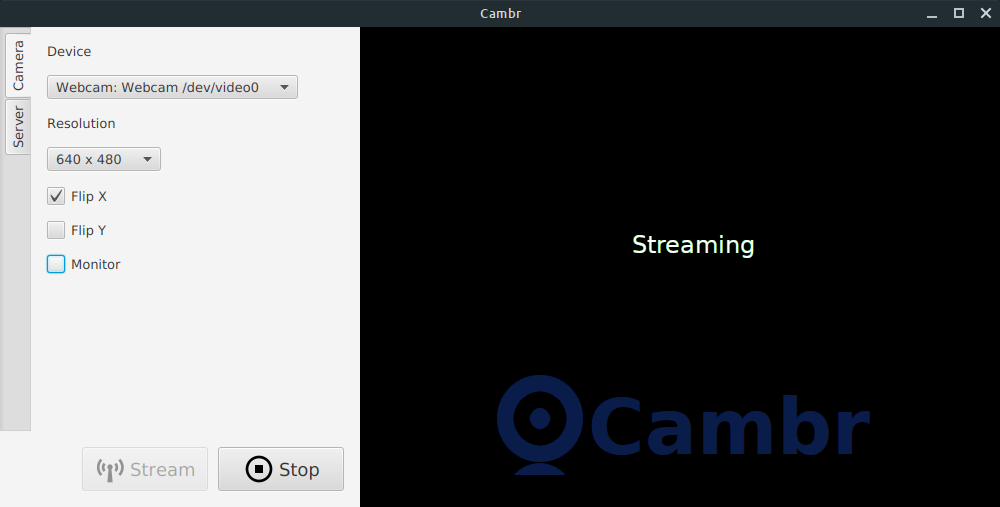 Cambr
Camera
Server
Device
Webcam: Webcam /dev/video0
Resolution
640 x 480
Flip X
Flip Y
Monitor
Stream
Stop
Streaming
Cambr